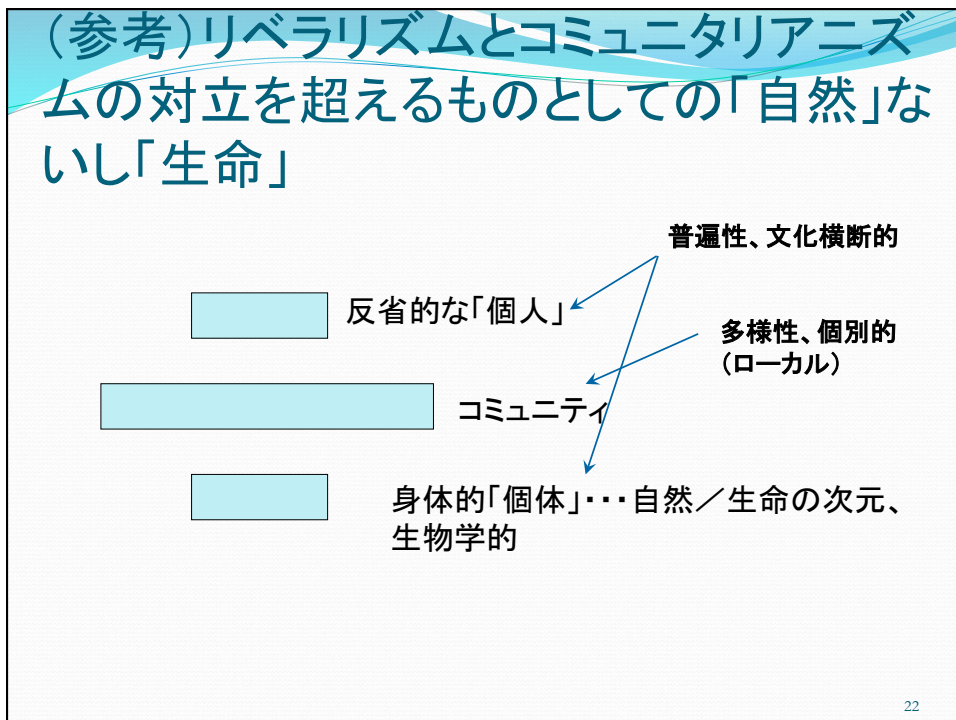 （参考）リベラリズムとコミュニタリアニズ
ムの対立を超えるものとしての「自然」な
いし「生命」
普遍性、文化横断的
反省的な「個人」
多様性、個別的
（ローカル）
コミュニティ
身体的「個体」・・・自然／生命の次元、
生物学的
22